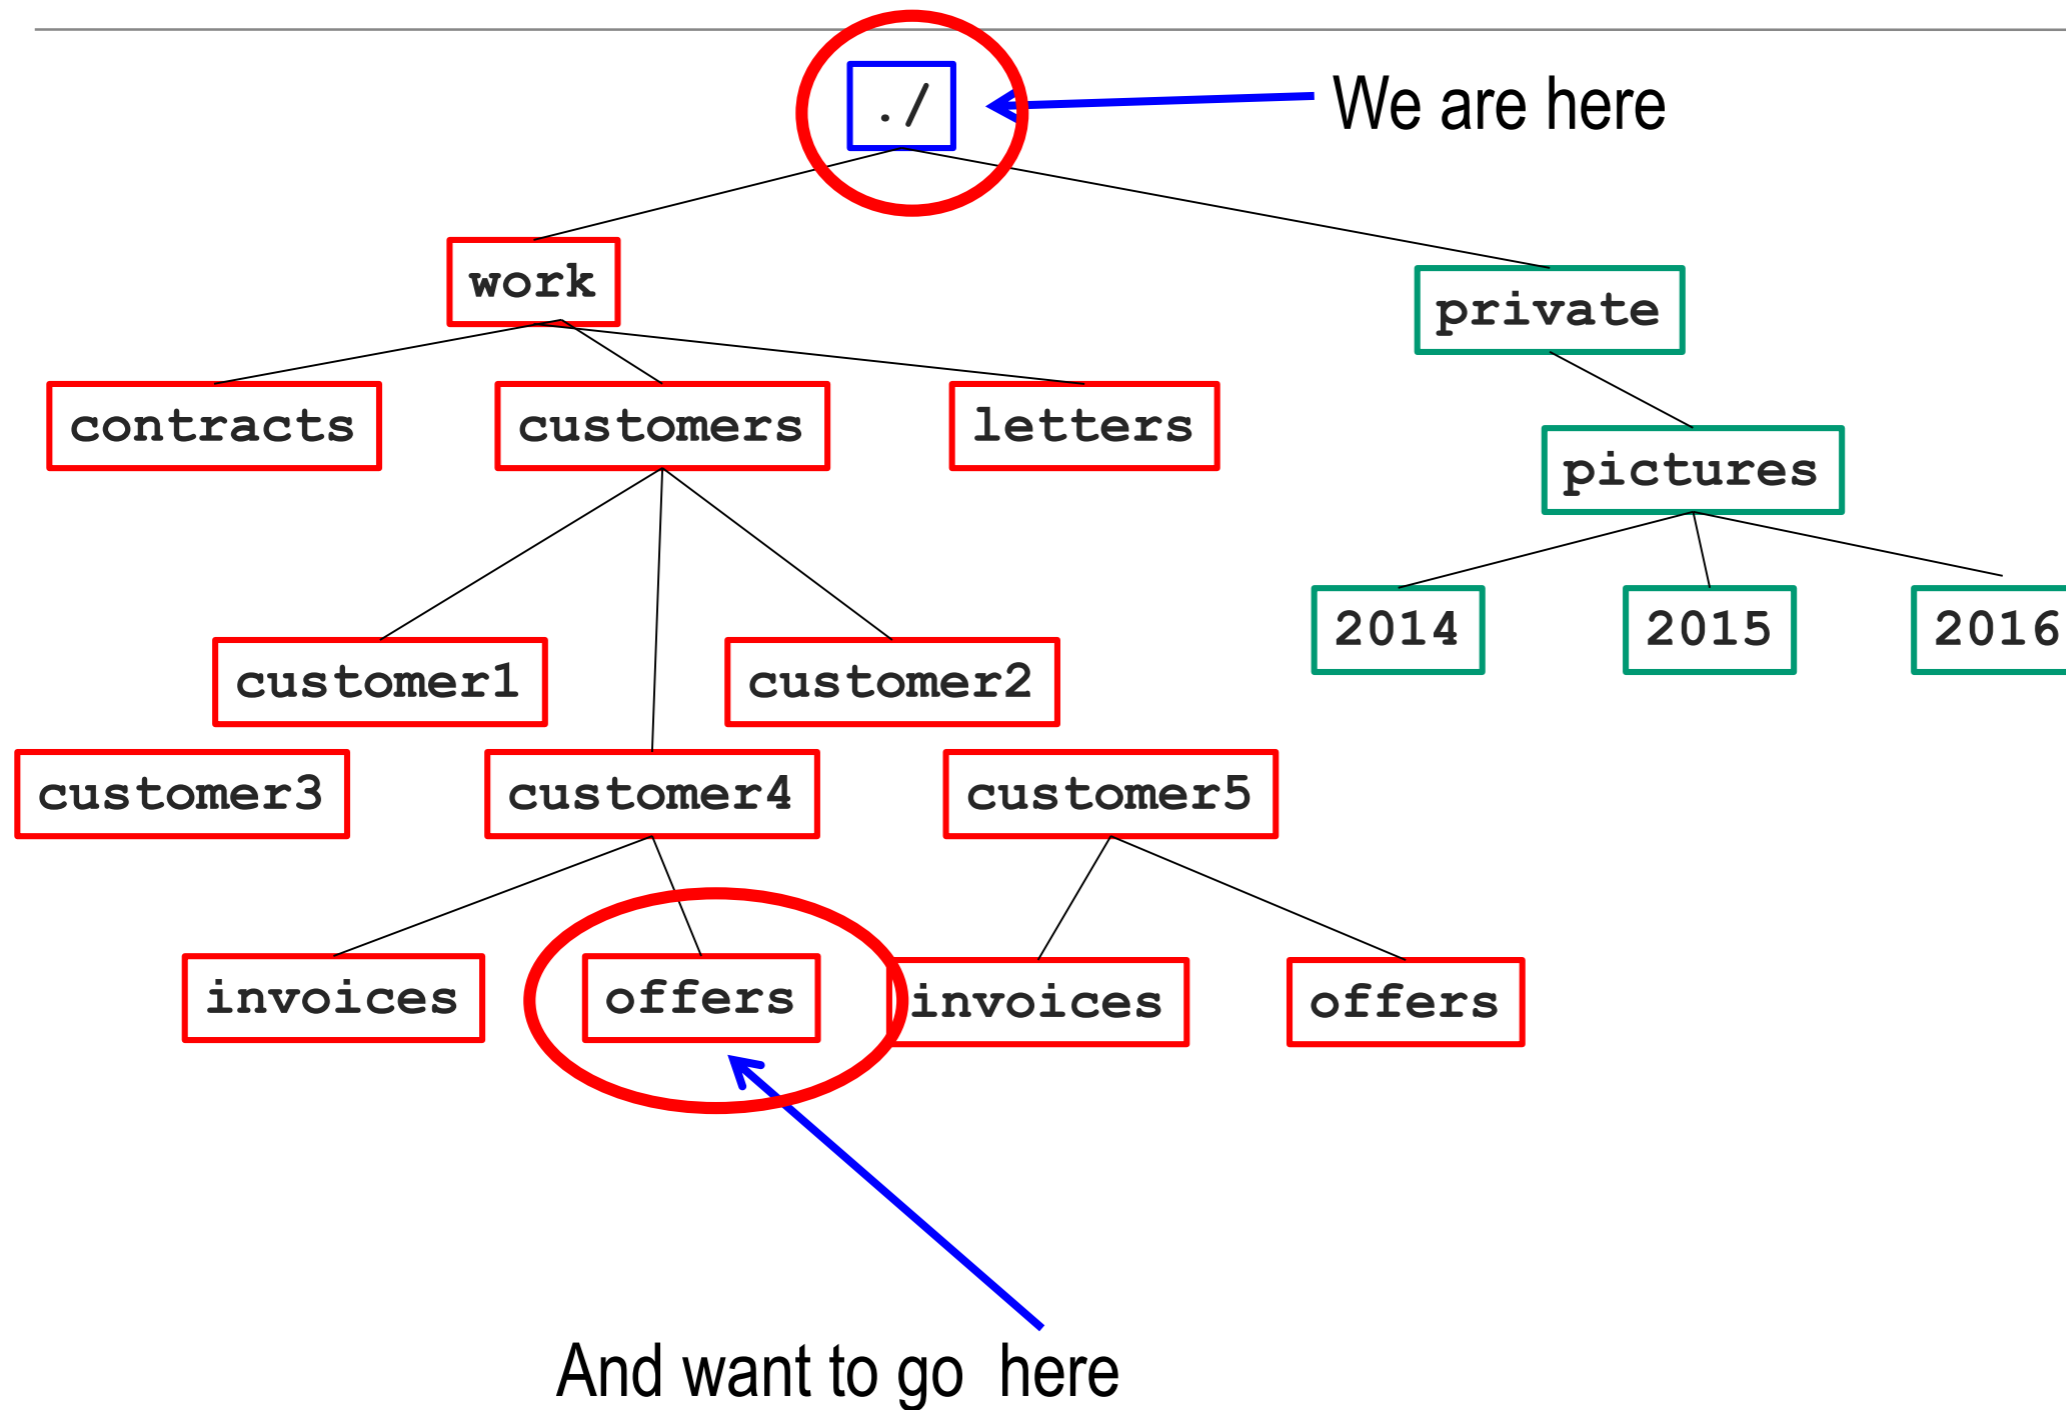 ./
We are here
work
private
contracts
customers
letters
pictures
2014
2015
2016
customer1
customer2
customer3
customer4
customer5
invoices
offers
invoices
offers
And want to go  here